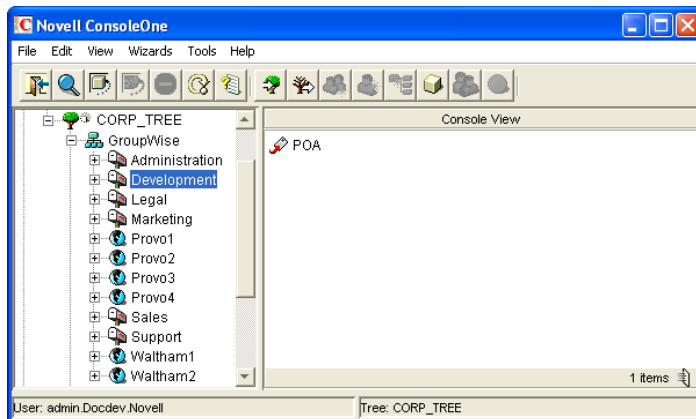 Novell ConsoleOne
File Edit View Wizards Tools Help
CORP_TREE
GroupWise
Administration
Development
Legal
Marketing
Provo1
Provo2
Provo3
Provo4
Sales
Support
Waltham1
Waltham2
Console View
POA
1 items
User: admin.Docdev.Novell
Tree: CORP_TREE